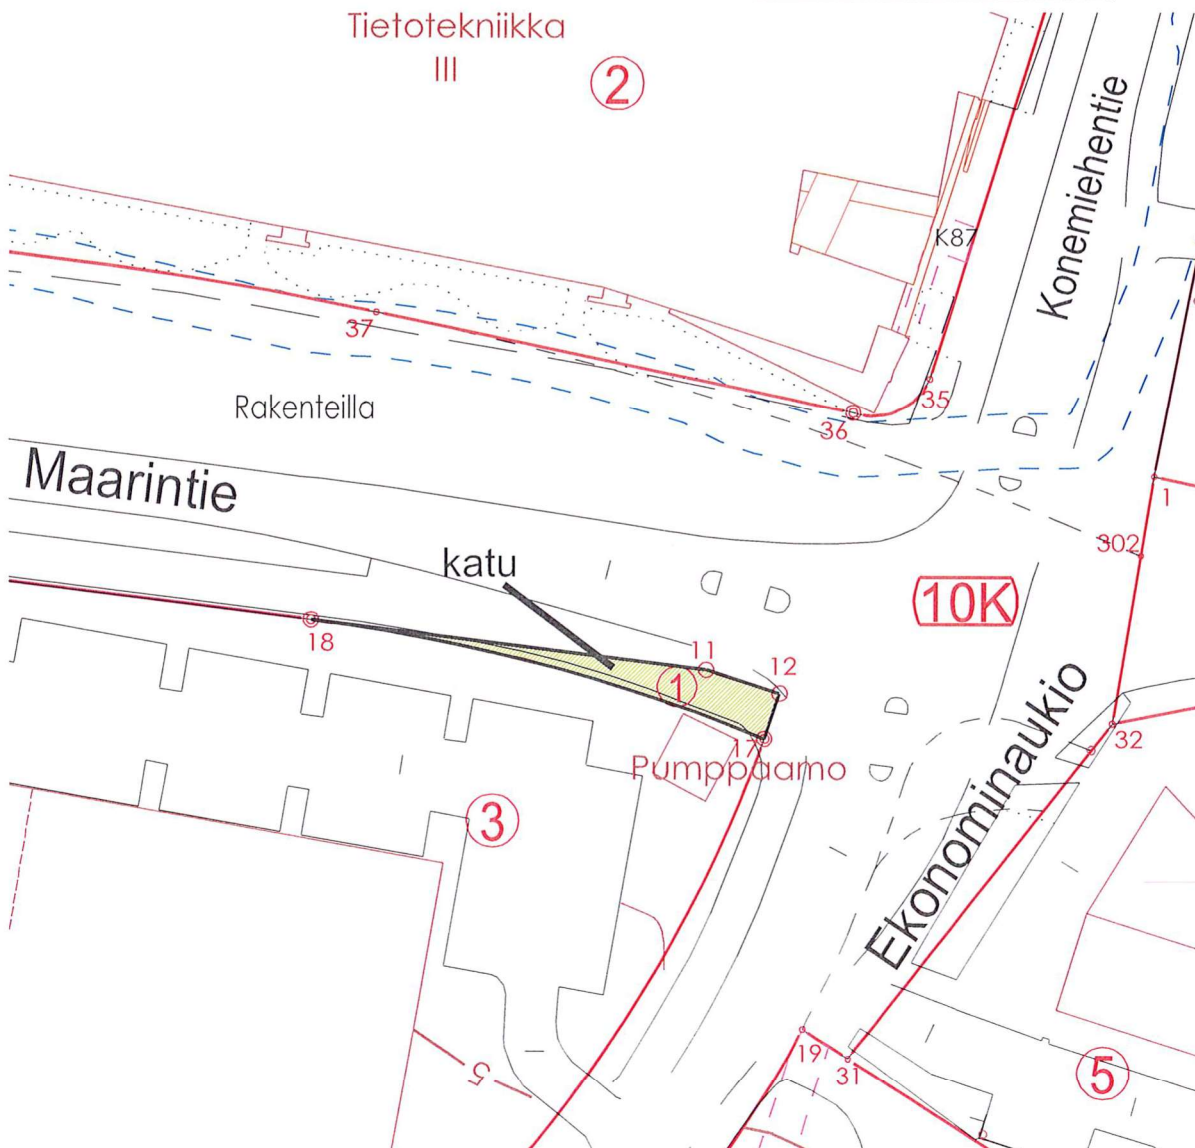 Tietotekniikka
III
2
Konemiehentie
K87
37
35
36
Rakenteilla
Maarintie
1
302
katu
10K
18
11
12
1
17
32
Pumppaamo
3
Ekonominaukio
19
31
5
5